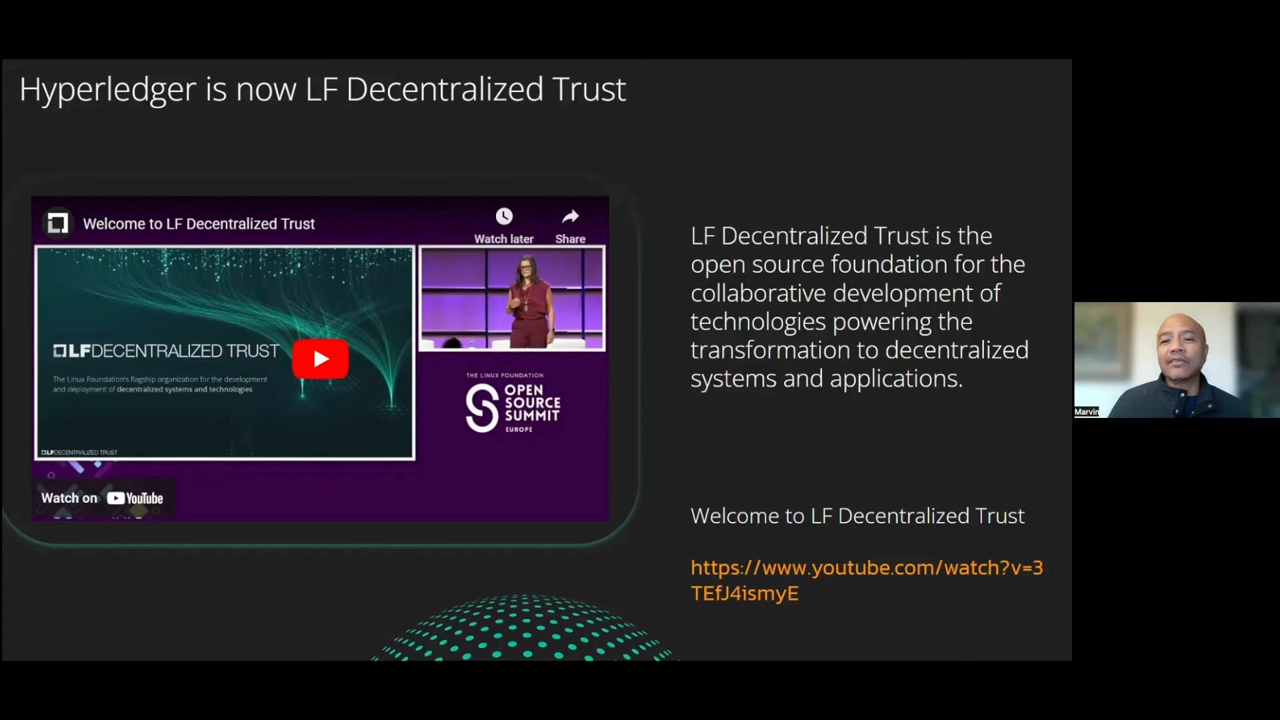 Hyperledger is now LF Decentralized Trust
Welcome to LF Decentralized Trust
Watch later
Share
LFDECENTRALIZED TRUST
The Linux Foundation's flagship organization for the development
and deployment of decentralized systems and technologies
LFDECENTRALIZED TRUST
THE LINUX FOUNDATION
OPEN
SOURCE
SUMMIT
EUROPE
Watch on YouTube
LF Decentralized Trust is the
open source foundation for the
collaborative development of
technologies powering the
transformation to decentralized
systems and applications.
Welcome to LF Decentralized Trust
https://www.youtube.com/watch?v=3
TEfJ4ismyE
Marvin